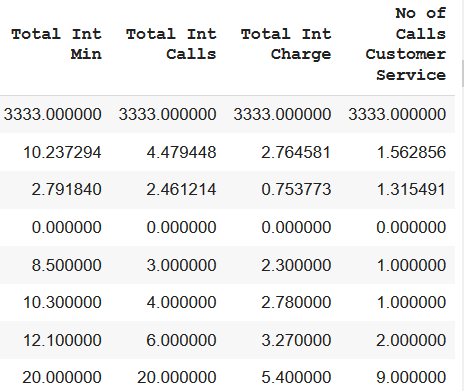 No of
Total Int Total Int Total Int Calls
Min Calls Charge Customer
Service
3333.000000 3333.000000 3333.000000 3333.000000
10.237294 4.479448 2.764581 1.562856
2.791840 2.461214 0.753773 1.315491
0.000000 0.000000 0.000000 0.000000
8.500000 3.000000 2.300000 1.000000
10.300000 4.000000 2.780000 1.000000
12.100000 6.000000 3.270000 2.000000
20.000000 20.000000 5.400000 9.000000